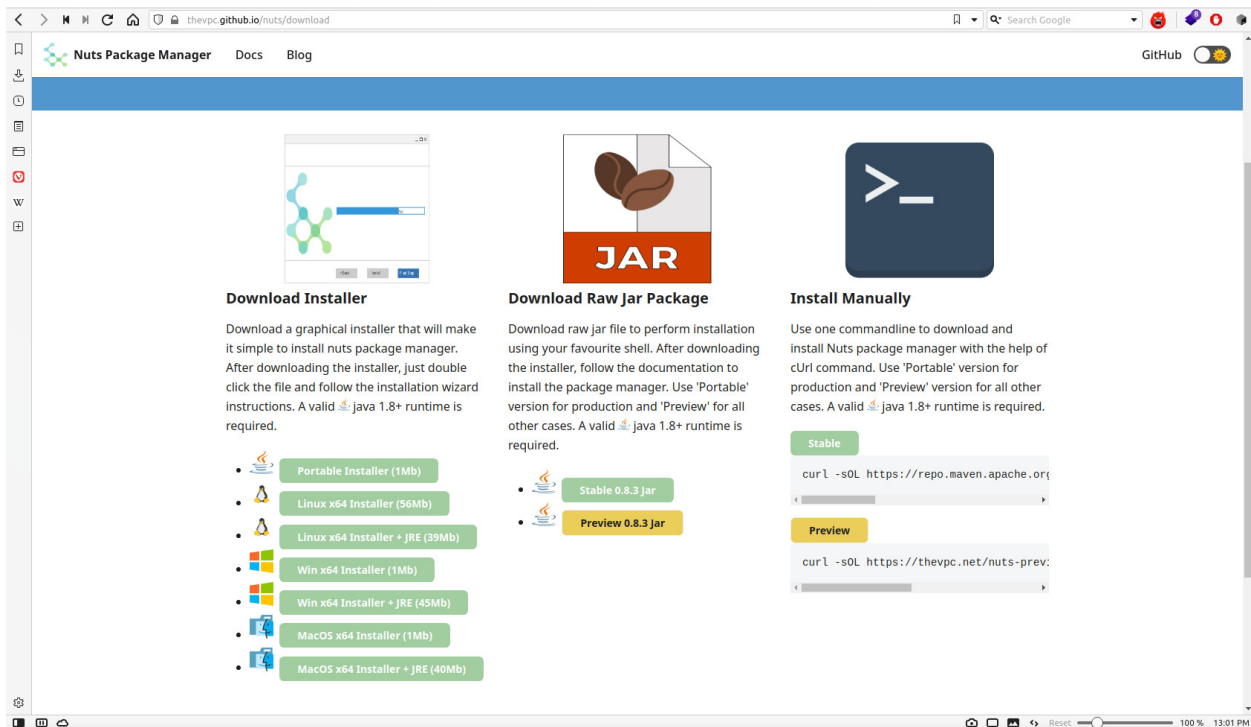 thevpc.github.io/nuts/download
Search Google
8
Nuts Package Manager
Docs
Blog
GitHub
JAR
>_
Download Installer
Download a graphical installer that will make
it simple to install nuts package manager.
After downloading the installer, just double
click the file and follow the installation wizard
instructions. A valid java 1.8+ runtime is
required.
Portable Installer (1Mb)
Linux x64 Installer (56Mb)
Linux x64 Installer + JRE (39Mb)
Win x64 Installer (1Mb)
Win x64 Installer + JRE (45Mb)
MacOS x64 Installer (1Mb)
MacOS x64 Installer + JRE (40Mb)
Download Raw Jar Package
Download raw jar file to perform installation
using your favourite shell. After downloading
the installer, follow the documentation to
install the package manager. Use 'Portable'
version for production and 'Preview' for all
other cases. A valid java 1.8+ runtime is
required.
Stable 0.8.3 Jar
Preview 0.8.3 Jar
Install Manually
Use one commandline to download and
install Nuts package manager with the help of
cUrl command. Use 'Portable' version for
production and 'Preview' version for all other
cases. A valid java 1.8+ runtime is required.
Stable
curl -sOL https://repo.maven.apache.org
Preview
curl -sOL https://thevpc.net/nuts-previ
W
Reset
100 %
13:01 PM